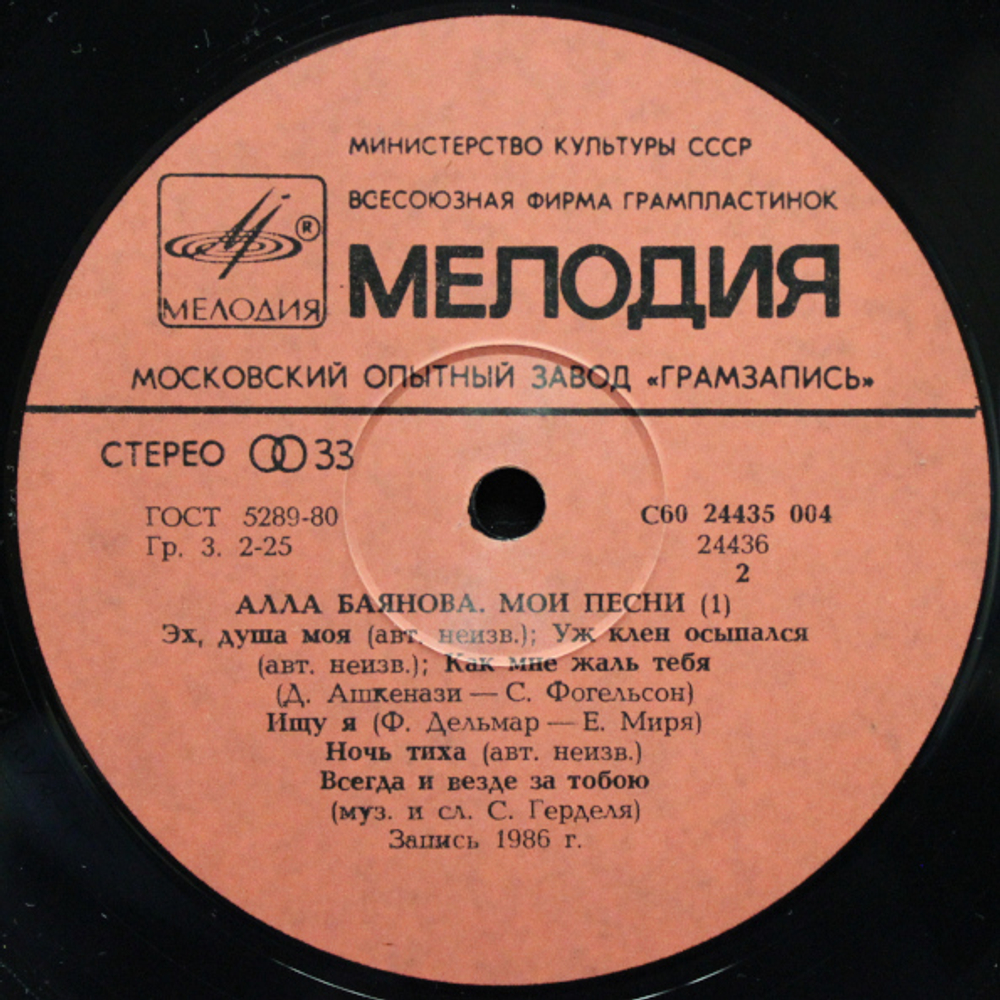 МИНИСТЕРСТВО КУЛЬТУРЫ СССР
ВСЕСОЮЗНАЯ ФИРМА ГРАМПЛАСТИНОК
®
МЕЛОДИЯ
МЕЛОДИЯ
МОСКОВСКИЙ ОПЫТНЫЙ ЗАВОД «ГРАМЗАПИСЬ»
СТЕРЕО 33
ГОСТ 5289-80
Гр. 3. 2-25
С60 24435 004
24436
2
АЛЛА БАЯНОВА. МОИ ПЕСНИ (1)
Эх, душа моя (авт. неизв.); Уж клен осыпался
(авт. неизв.); Как мне жаль тебя
(Д. Ашкенази — С. Фогельсон)
Ищу я (Ф. Дельмар — Е. Миря)
Ночь тиха (авт. неизв.)
Всегда и везде за тобою
(муз. и сл. С. Герделя)
Запись 1986 г.